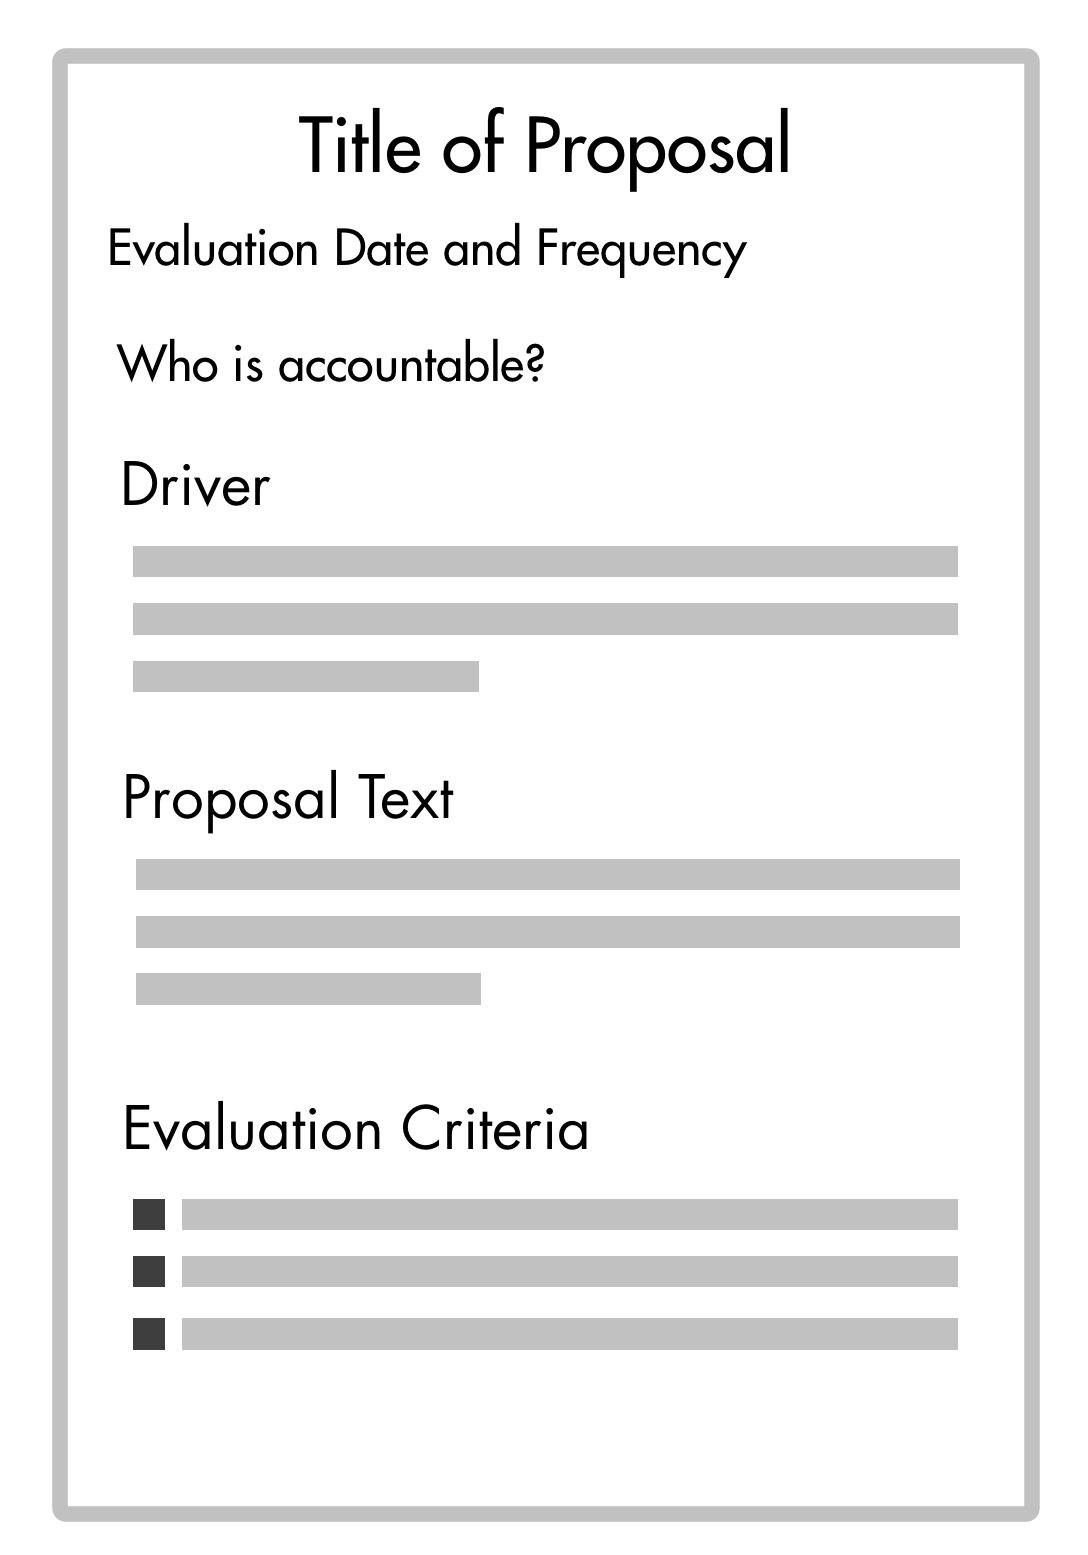 Title of Proposal
Evaluation Date and Frequency
Who is accountable?
Driver
Proposal Text
Evaluation Criteria